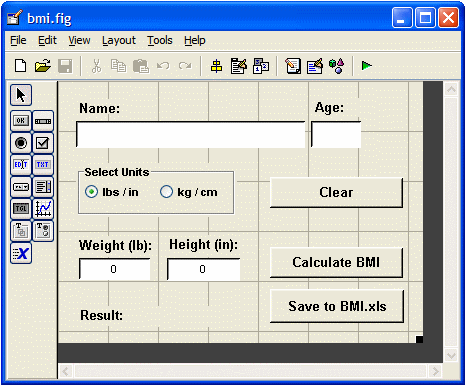 bmi.fig
File Edit View Layout Tools Help
Name: Age:
OK
EDIT TXT
Select Units
lbs / in kg / cm
Clear
TGL
Weight (lb): Height (in):
0 0
Calculate BMI
Result:
Save to BMI.xls